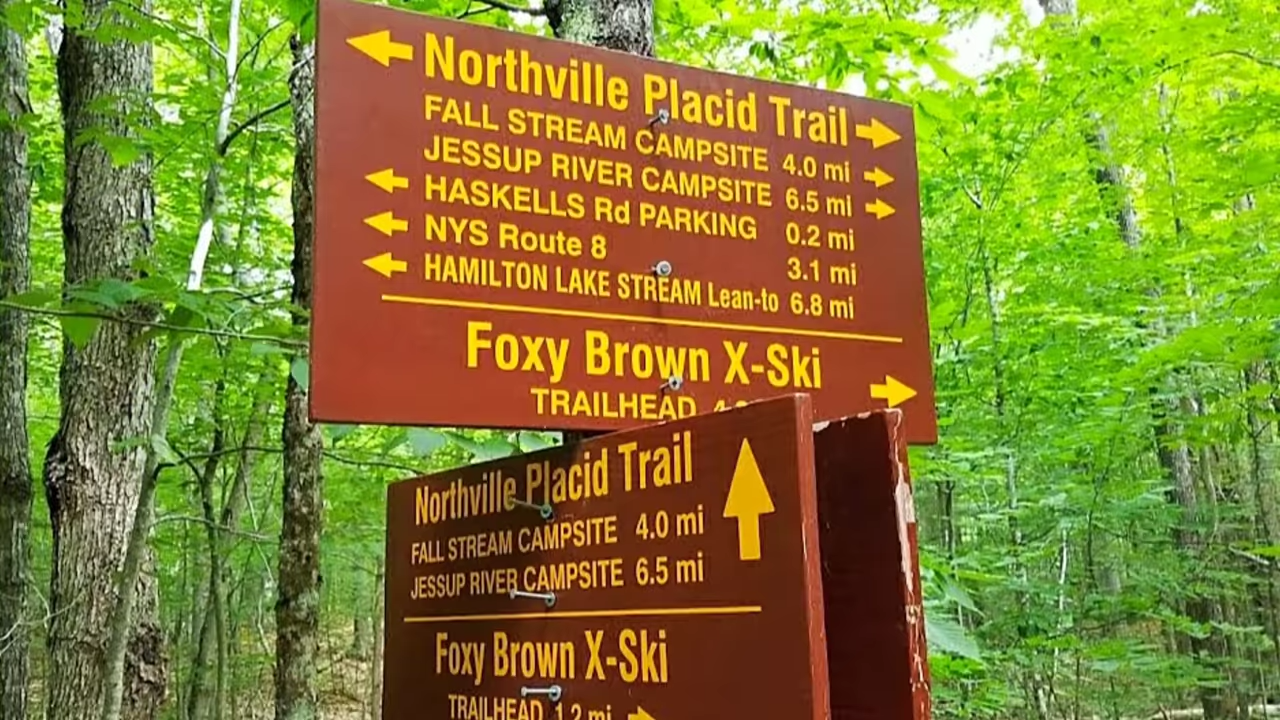 Northville Placid Trail
FALL STREAM CAMPSITE 4.0 mi
JESSUP RIVER CAMPSITE 6.5 mi
HASKELLS Rd PARKING 0.2 mi
NYS Route 8 3.1 mi
HAMILTON LAKE STREAM Lean-to 6.8 mi
Foxy Brown X-Ski
TRAILHEAD
Northville Placid Trail
FALL STREAM CAMPSITE 4.0 mi
JESSUP RIVER CAMPSITE 6.5 mi
Foxy Brown X-Ski
TRAILHEAD 1.2 mi